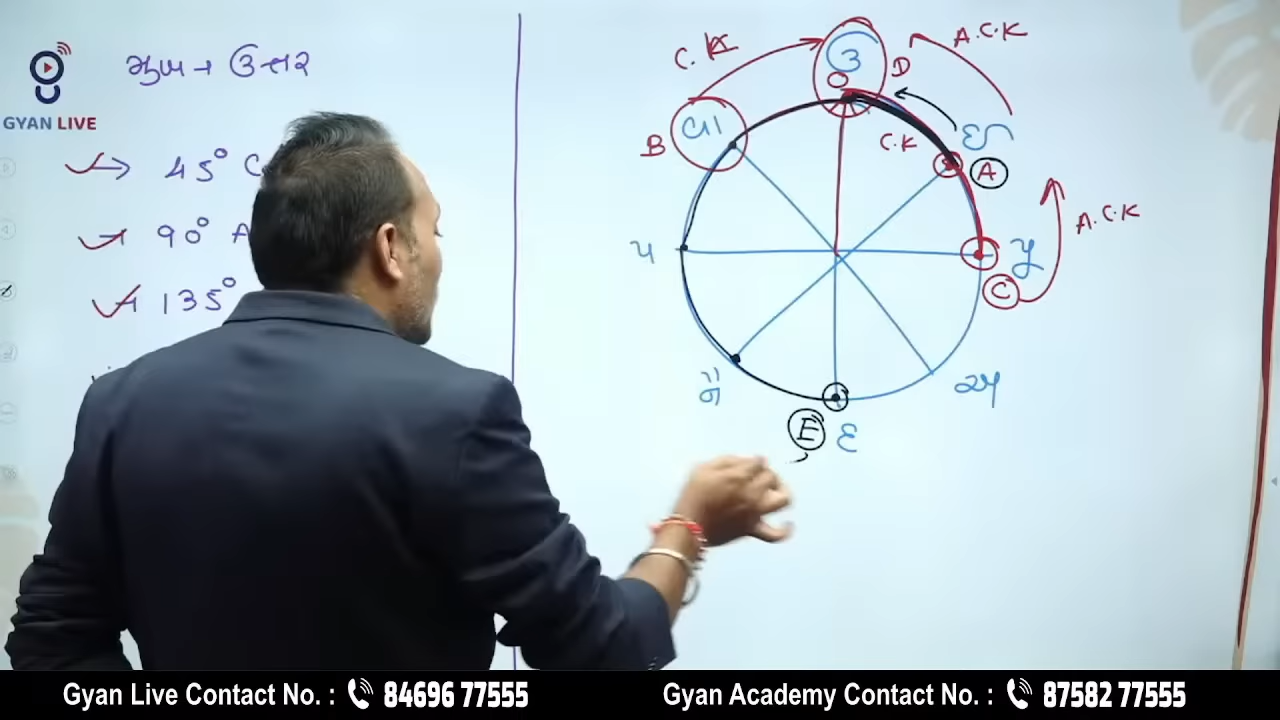 GYAN LIVE
મુખ → ઉત્તર
→ 45° C
→ 90° A
→ 135°
C.K
A.C.K
ઉ
D
વા
B
C.K
ઈ
A
A.C.K
પ
પૂ
C
નૈ
અ
E
દ
Gyan Live Contact No. : 84696 77555
Gyan Academy Contact No. : 87582 77555